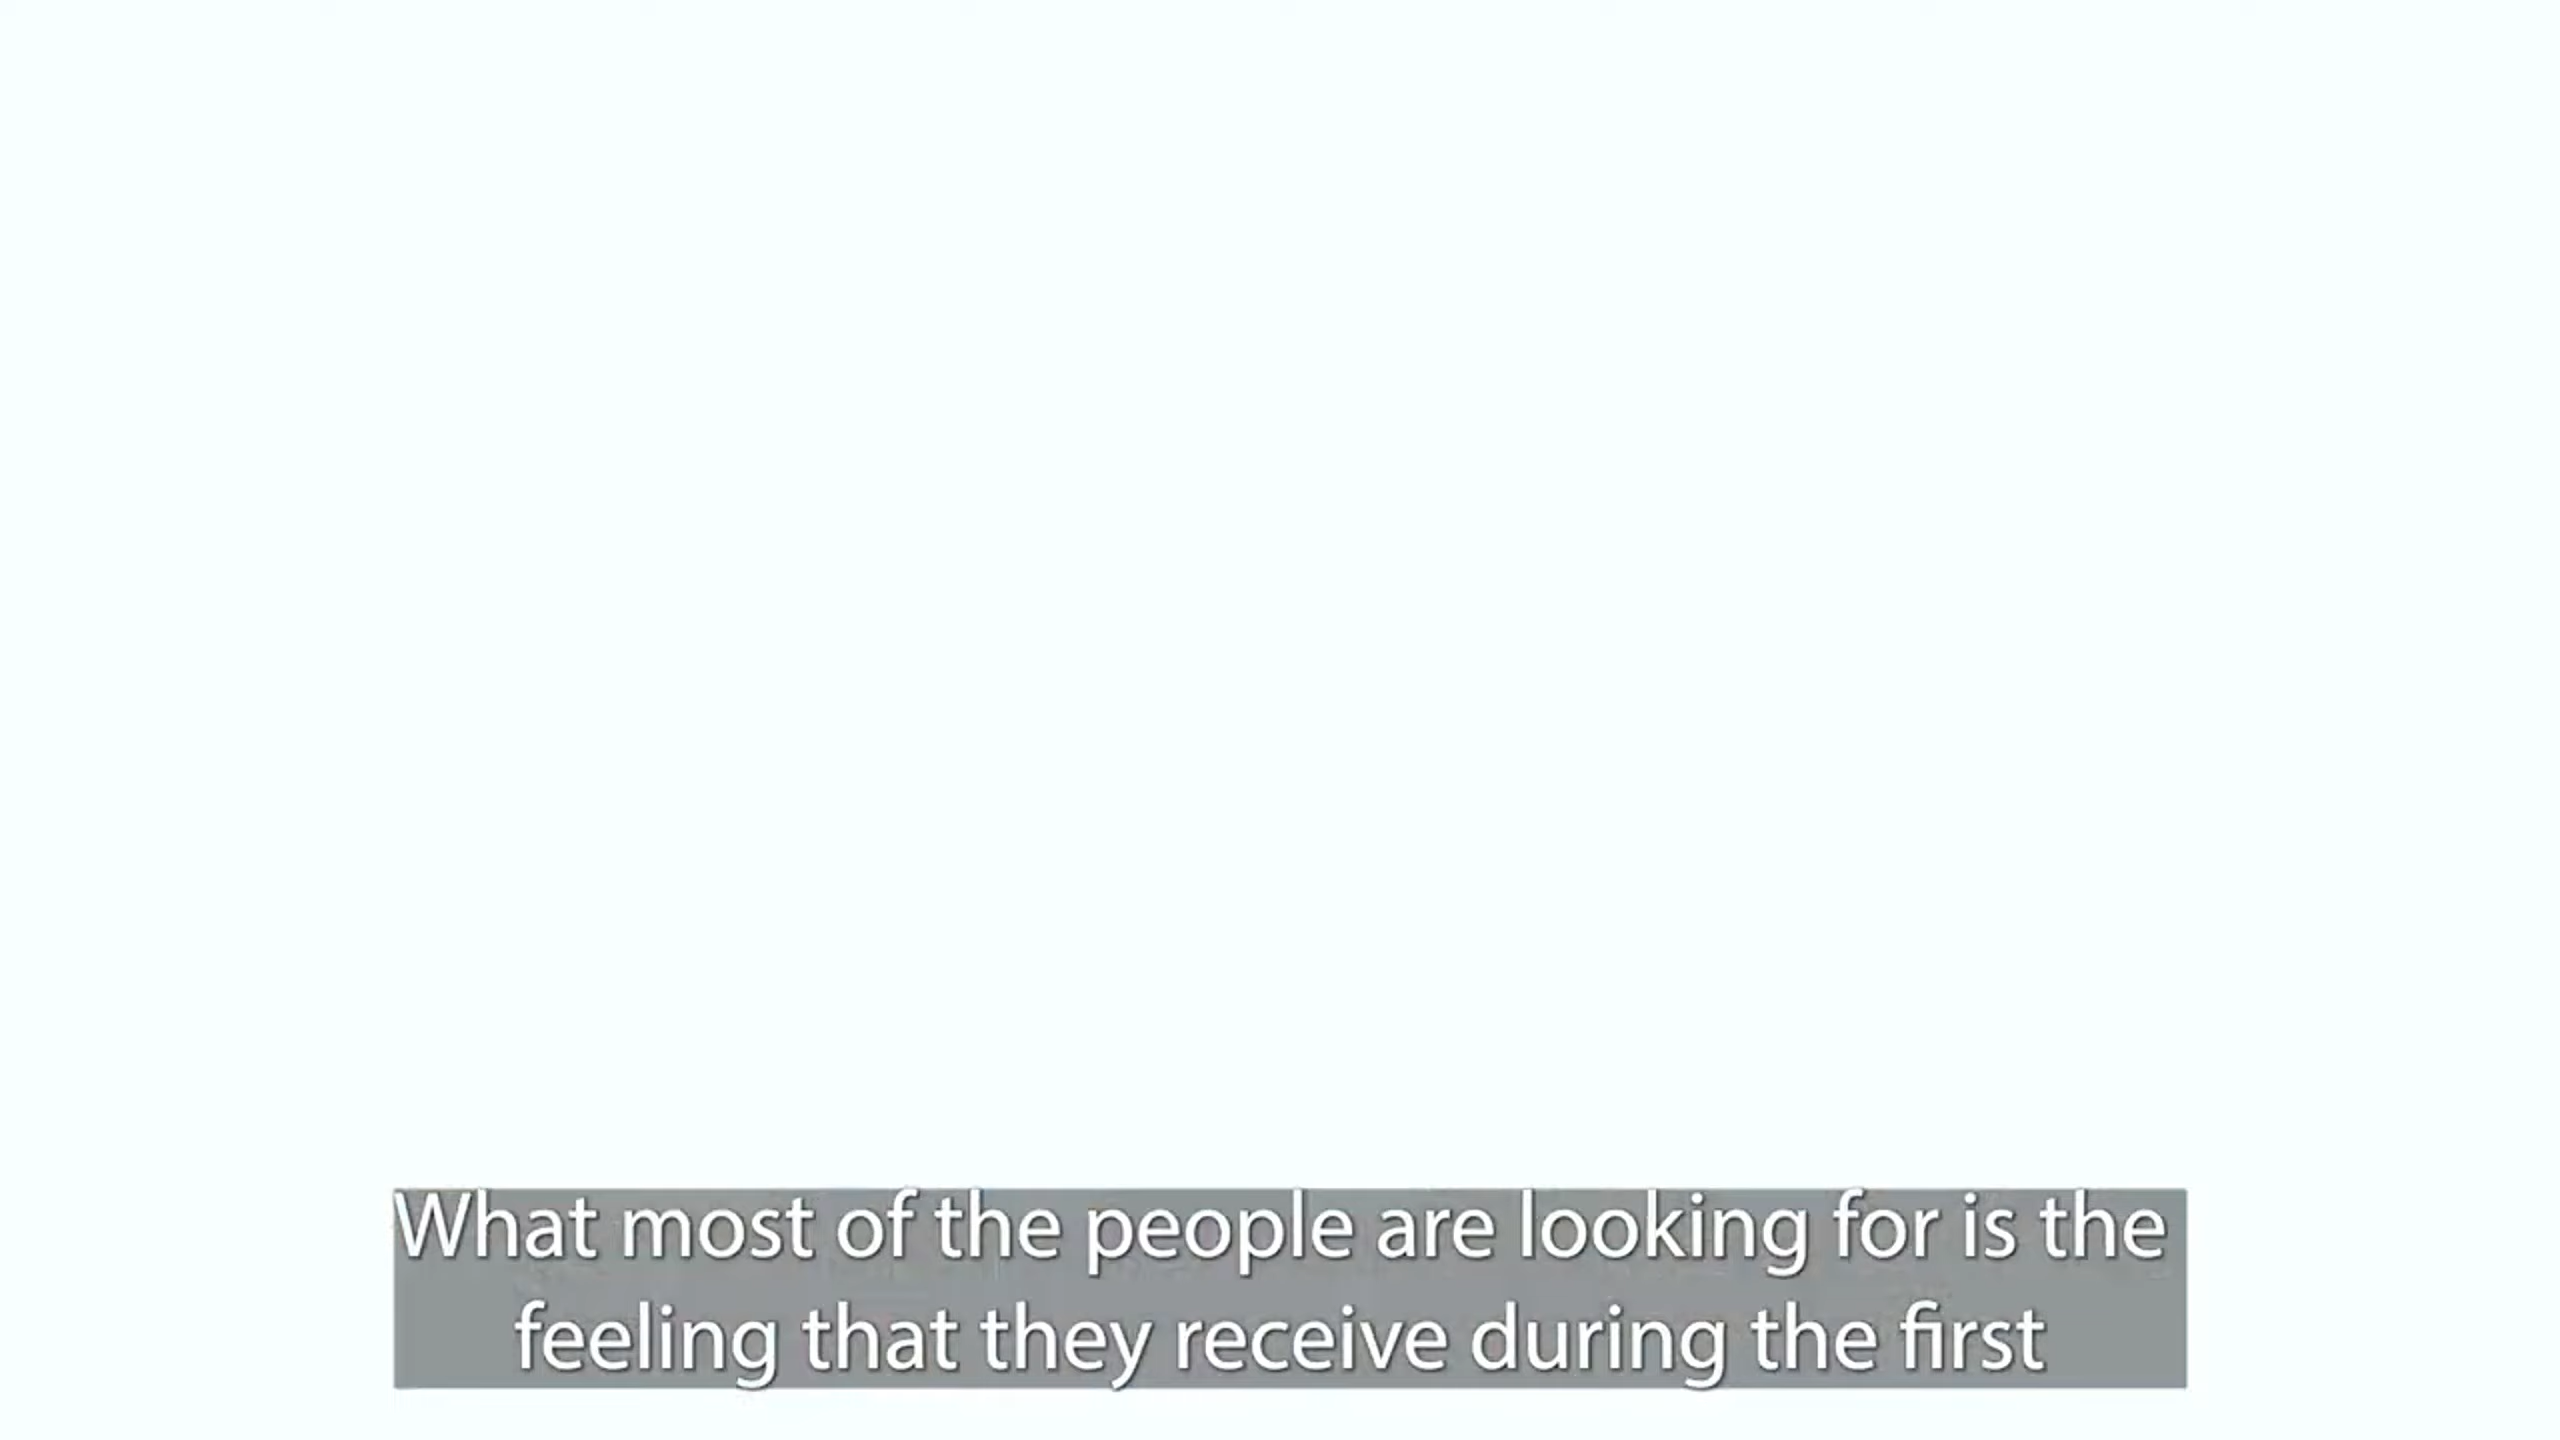 What most of the people are looking for is the
feeling that they receive during the first